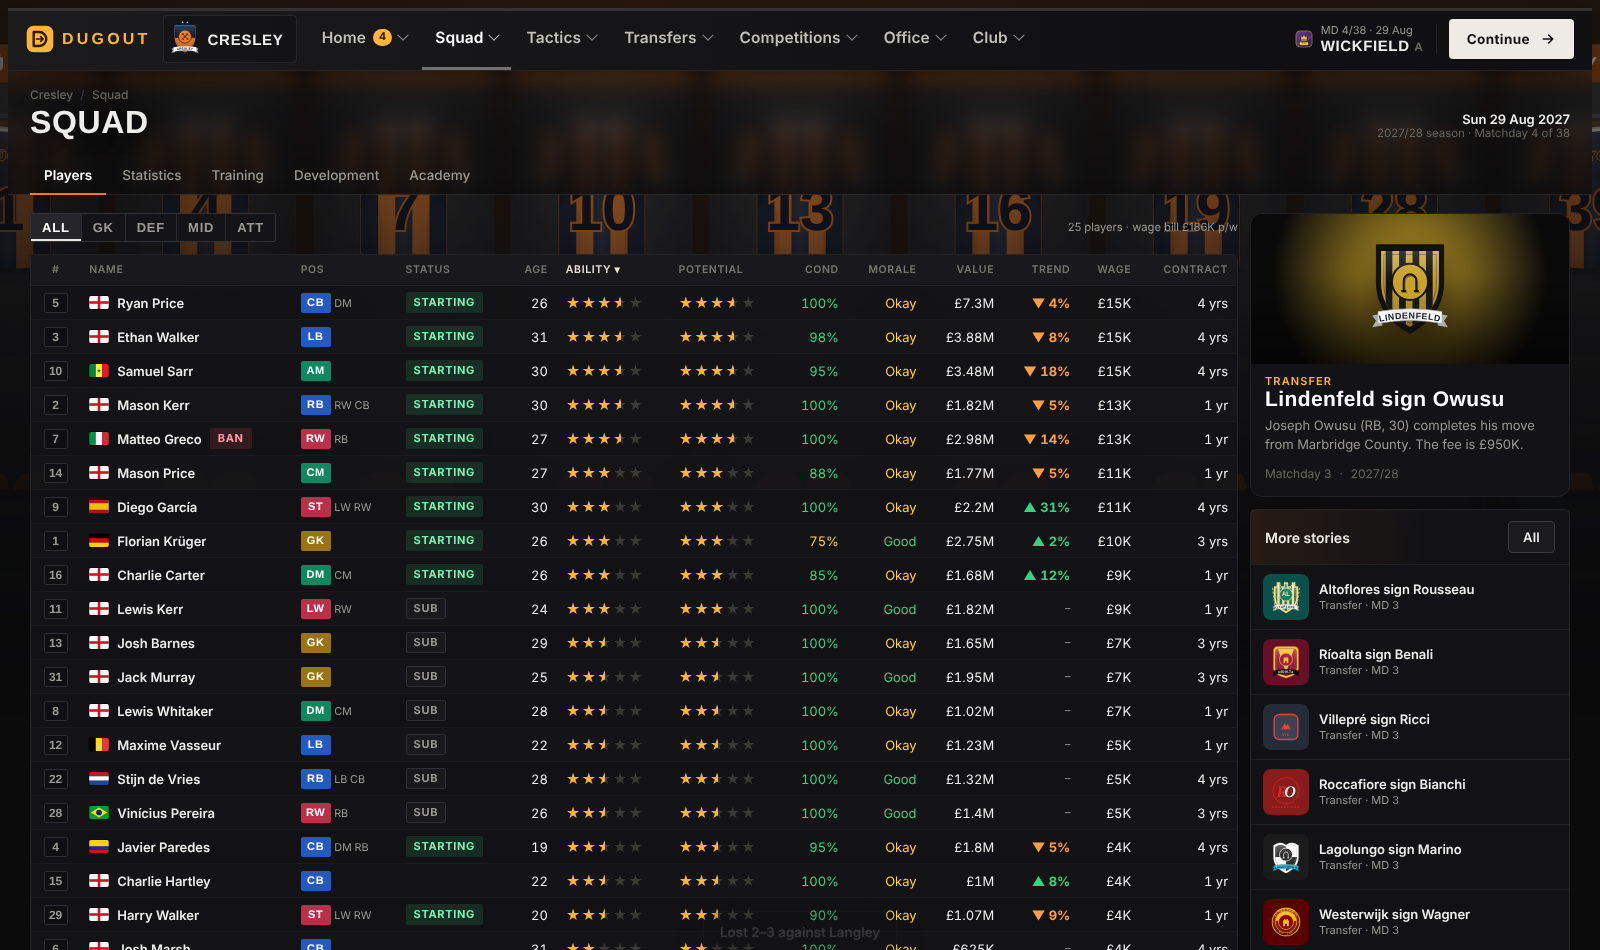 DUGOUT CRESLEY Home 4 Squad Tactics Transfers Competitions Office Club MD 4/38 · 29 Aug WICKFIELD A Continue →
Cresley / Squad
SQUAD
Sun 29 Aug 2027
2027/28 season · Matchday 4 of 38
Players Statistics Training Development Academy
ALL GK DEF MID ATT 25 players · wage bill £186K p/w
# NAME POS STATUS AGE ABILITY ▾ POTENTIAL COND MORALE VALUE TREND WAGE CONTRACT
5 Ryan Price CB DM STARTING 26 100% Okay £7.3M ▼ 4% £15K 4 yrs
3 Ethan Walker LB STARTING 31 98% Okay £3.88M ▼ 8% £15K 4 yrs
10 Samuel Sarr AM STARTING 30 95% Okay £3.48M ▼ 18% £15K 4 yrs
2 Mason Kerr RB RW CB STARTING 30 100% Okay £1.82M ▼ 5% £13K 1 yr
7 Matteo Greco BAN RW RB STARTING 27 100% Okay £2.98M ▼ 14% £13K 1 yr
14 Mason Price CM STARTING 27 88% Okay £1.77M ▼ 5% £11K 1 yr
9 Diego García ST LW RW STARTING 30 100% Okay £2.2M ▲ 31% £11K 4 yrs
1 Florian Krüger GK STARTING 26 75% Good £2.75M ▲ 2% £10K 3 yrs
16 Charlie Carter DM CM STARTING 26 85% Okay £1.68M ▲ 12% £9K 1 yr
11 Lewis Kerr LW RW SUB 24 100% Good £1.82M – £9K 1 yr
13 Josh Barnes GK SUB 29 100% Okay £1.65M – £7K 3 yrs
31 Jack Murray GK SUB 25 100% Good £1.95M – £7K 3 yrs
8 Lewis Whitaker DM CM SUB 28 100% Okay £1.02M – £7K 1 yr
12 Maxime Vasseur LB SUB 22 100% Okay £1.23M – £5K 1 yr
22 Stijn de Vries RB LB CB SUB 28 100% Good £1.32M – £5K 4 yrs
28 Vinícius Pereira RW RB SUB 26 100% Good £1.4M – £5K 3 yrs
4 Javier Paredes CB DM RB STARTING 19 95% Okay £1.8M ▼ 5% £4K 4 yrs
15 Charlie Hartley CB 22 100% Okay £1M ▲ 8% £4K 1 yr
29 Harry Walker ST LW RW STARTING 20 90% Okay £1.07M ▼ 9% £4K 1 yr
6 Josh Marsh CB 31 100% Okay £625K – £4K 4 yrs
Lost 2–3 against Langley
LINDENFELD
TRANSFER
Lindenfeld sign Owusu
Joseph Owusu (RB, 30) completes his move
from Marbridge County. The fee is £950K.
Matchday 3 · 2027/28
More stories All
Altoflores sign Rousseau
Transfer · MD 3
Ríoalta sign Benali
Transfer · MD 3
Villepré sign Ricci
Transfer · MD 3
Roccafiore sign Bianchi
Transfer · MD 3
Lagolungo sign Marino
Transfer · MD 3
Westerwijk sign Wagner
Transfer · MD 3